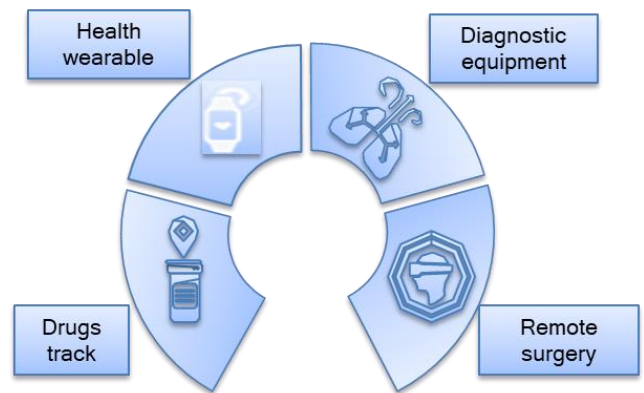 Health
wearable
Diagnostic
equipment
Drugs
track
Remote
surgery